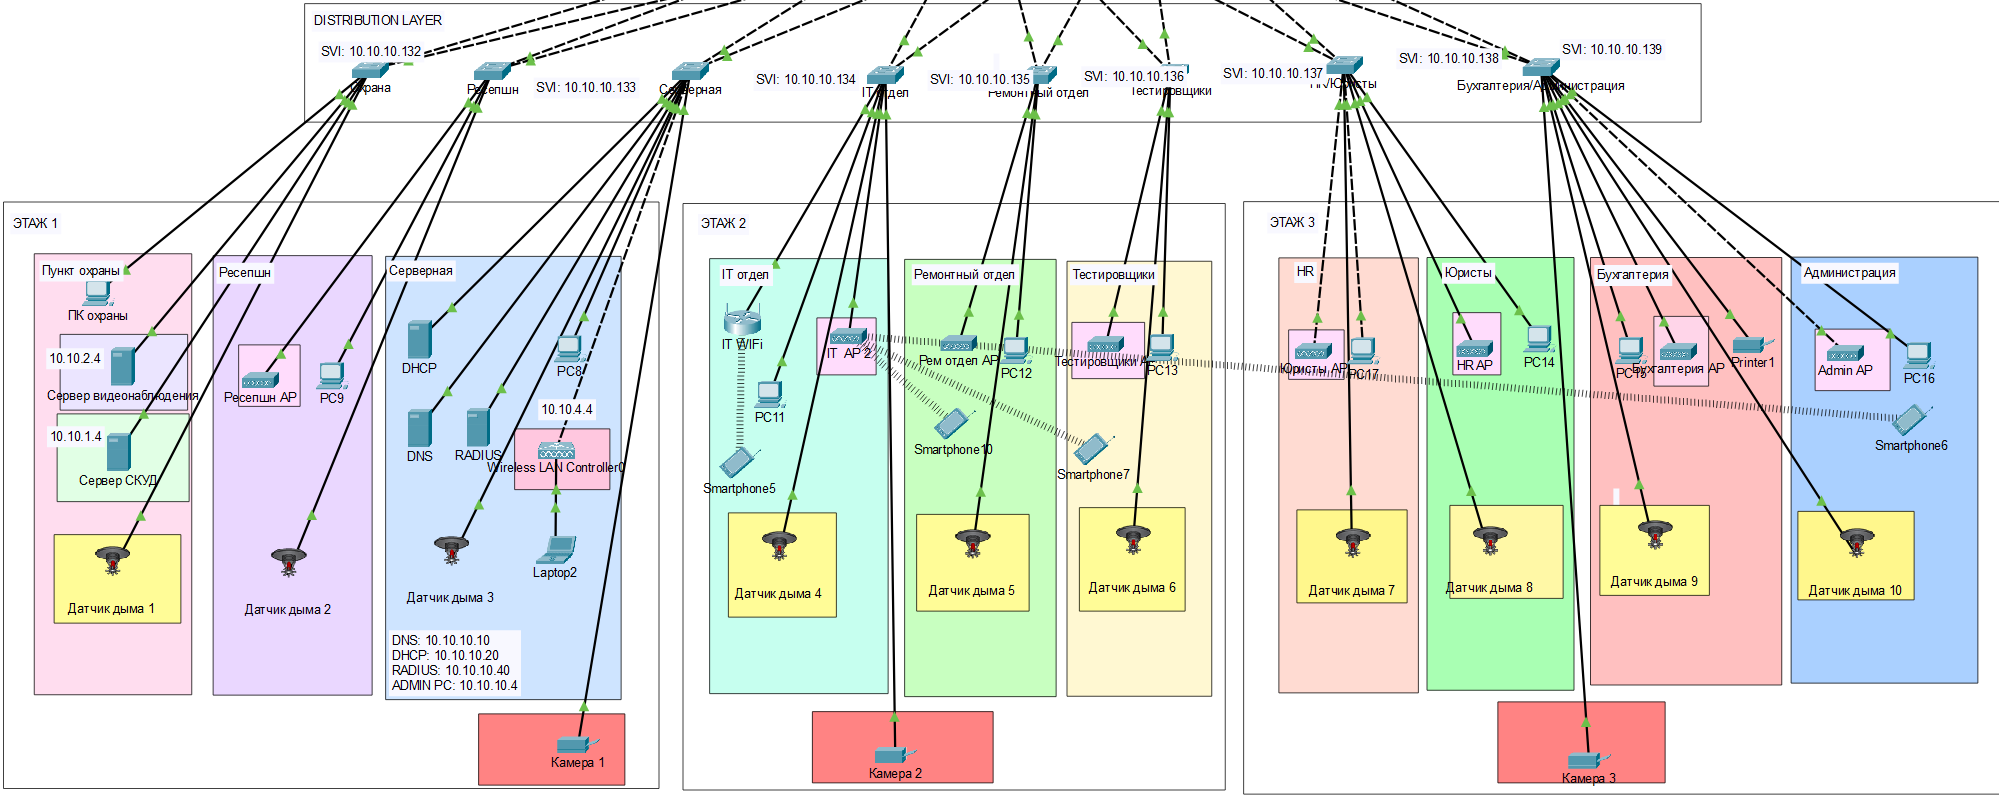 DISTRIBUTION LAYER
SVI: 10.10.10.132
SVI: 10.10.10.133
SVI: 10.10.10.134
SVI: 10.10.10.135
SVI: 10.10.10.136
SVI: 10.10.10.137
SVI: 10.10.10.138
SVI: 10.10.10.139
Охрана
Ресепшн
Серверная
IT отдел
Ремонтный отдел
Тестировщики
HR/Юристы
Бухгалтерия/Администрация
ЭТАЖ 1
Пункт охраны
ПК охраны
10.10.2.4
Сервер видеонаблюдения
10.10.1.4
Сервер СКУД
Датчик дыма 1
Ресепшн
Ресепшн AP
PC9
Датчик дыма 2
Серверная
DHCP
PC8
10.10.4.4
DNS
RADIUS
Wireless LAN Controller0
Laptop2
Датчик дыма 3
DNS: 10.10.10.10
DHCP: 10.10.10.20
RADIUS: 10.10.10.40
ADMIN PC: 10.10.10.4
Камера 1
ЭТАЖ 2
IT отдел
IT WIFi
IT AP 2
PC11
Smartphone5
Датчик дыма 4
Ремонтный отдел
Рем отдел AP
PC12
Smartphone10
Датчик дыма 5
Тестировщики
Тестировщики AP
PC13
Smartphone7
Датчик дыма 6
Камера 2
ЭТАЖ 3
HR
Юристы AP
PC17
Датчик дыма 7
Юристы
HR AP
PC14
Датчик дыма 8
Бухгалтерия
PC15
Бухгалтерия AP
Printer1
Датчик дыма 9
Администрация
Admin AP
PC16
Smartphone6
Датчик дыма 10
Камера 3